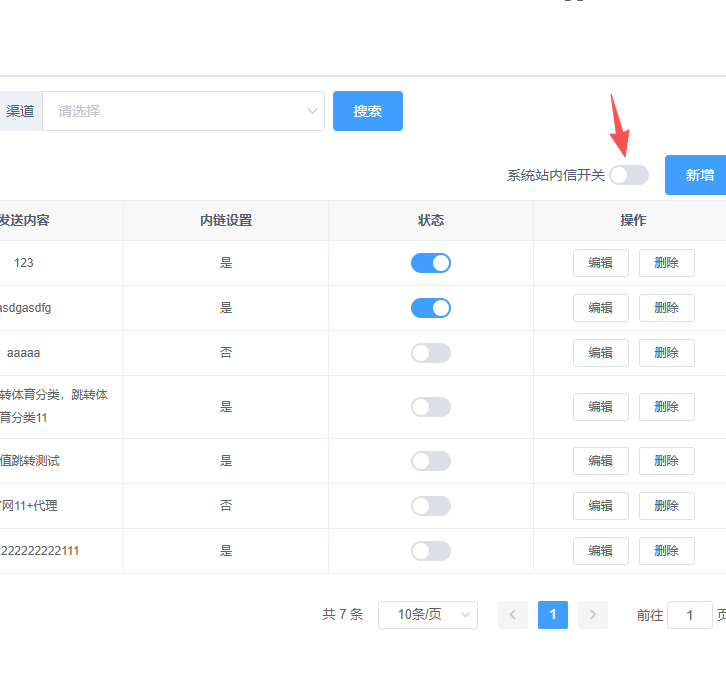 渠道 请选择 搜索
系统站内信开关 新增
发送内容 内链设置 状态 操作
123 是 编辑 删除
asdgasdfg 是 编辑 删除
aaaaa 否 编辑 删除
转体育分类，跳转体
育分类11 是 编辑 删除
值跳转测试 是 编辑 删除
网11+代理 否 编辑 删除
222222222111 是 编辑 删除
共 7 条 10条/页 1 前往 1 页